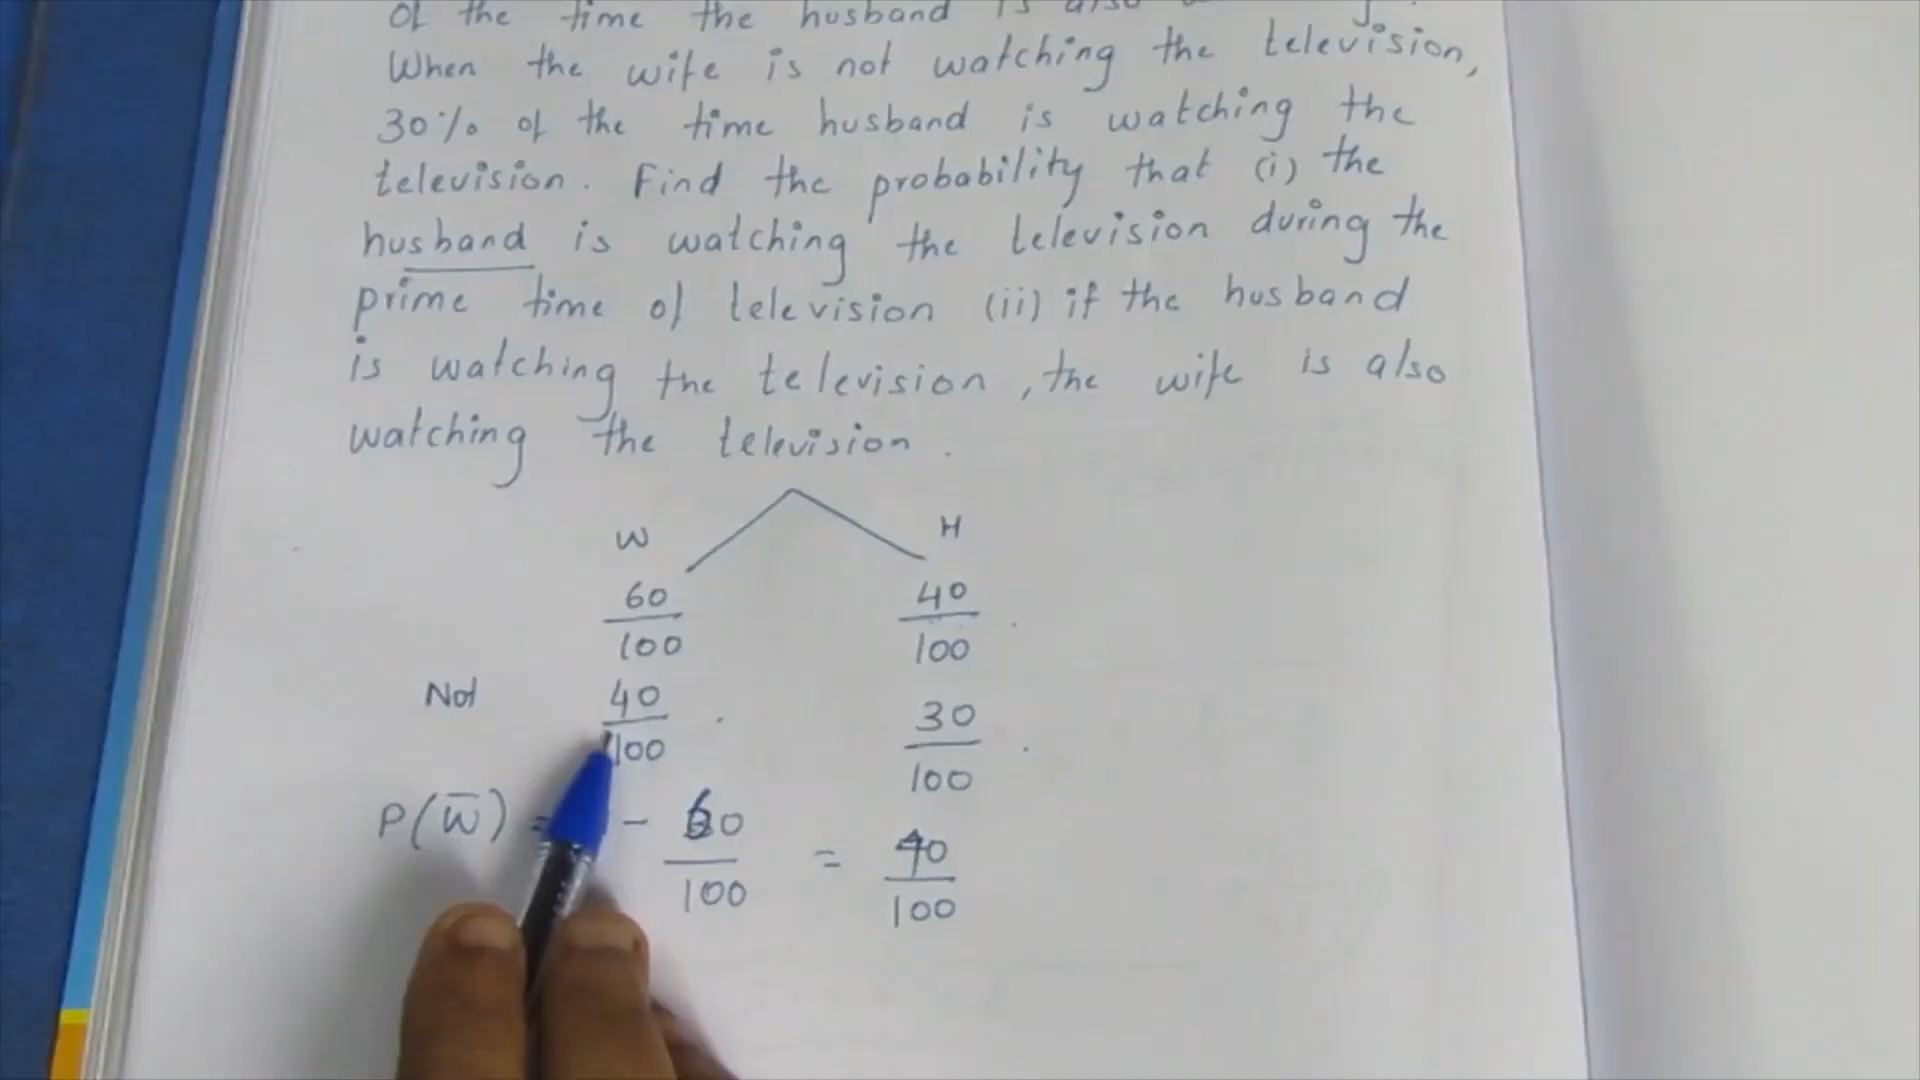 of the time the husband is also
When the wife is not watching the television,
30% of the time husband is watching the
television. Find the probability that (i) the
husband is watching the television during the
prime time of television (ii) if the husband
is watching the television, the wife is also
watching the television.
W H
60/100 40/100
Not 40/100 30/100
P(W̅) = - 60/100 = 40/100